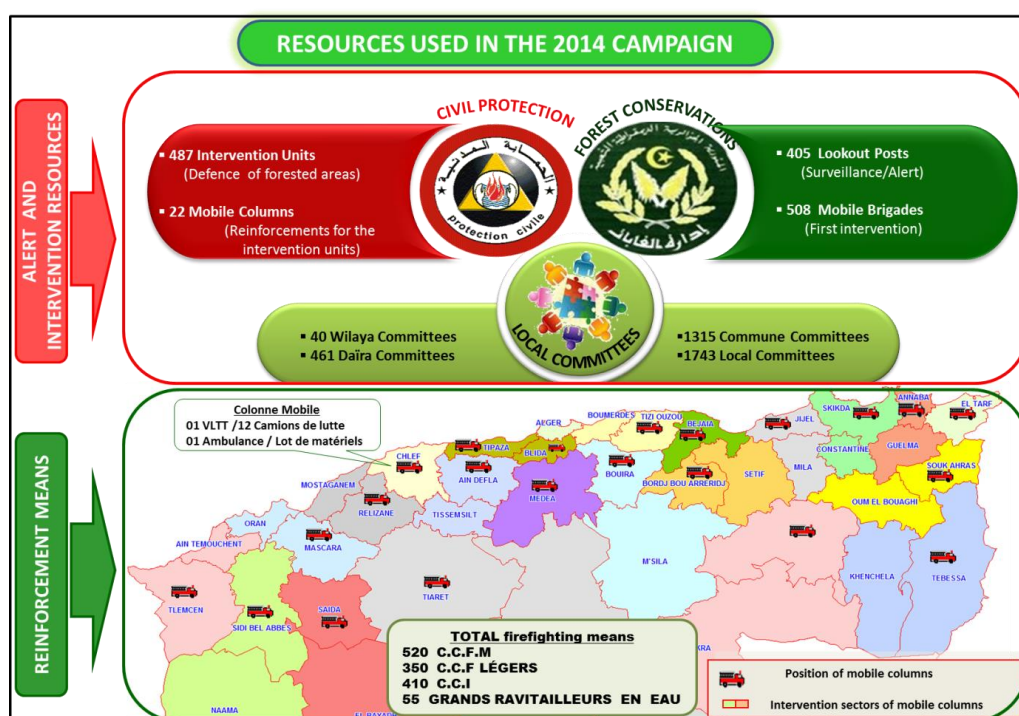 RESOURCES USED IN THE 2014 CAMPAIGN
ALERT AND
INTERVENTION RESOURCES
CIVIL PROTECTION
FOREST CONSERVATIONS
▪ 487 Intervention Units
(Defence of forested areas)
▪ 22 Mobile Columns
(Reinforcements for the
intervention units)
الحماية المدنية
protection civile
إدارة الغابات
▪ 405 Lookout Posts
(Surveillance/Alert)
▪ 508 Mobile Brigades
(First intervention)
LOCAL COMMITTEES
▪ 40 Wilaya Committees
▪ 461 Daïra Committees
▪1315 Commune Committees
▪1743 Local Committees
REINFORCEMENT MEANS
Colonne Mobile
01 VLTT /12 Camions de lutte
01 Ambulance / Lot de matériels
SKIKDA
ANNABA
EL TARF
JIJEL
BOUMERDES
TIZI OUZOU
BEJAIA
TIPAZA
BLIDA
CONSTANTINE
GUELMA
CHLEF
AIN DEFLA
MEDEA
BOUIRA
BORDJ BOU ARRERIDJ
SETIF
MILA
SOUK AHRAS
MOSTAGANEM
RELIZANE
TISSEMSILT
OUM EL BOUAGHI
ORAN
AIN TEMOUCHENT
MASCARA
M'SILA
KHENCHELA
TEBESSA
TLEMCEN
SIDI BEL ABBES
SAIDA
TIARET
NAAMA
TOTAL firefighting means
520 C.C.F.M
350 C.C.F LÉGERS
410 C.C.I
55 GRANDS RAVITAILLEURS EN EAU
Position of mobile columns
Intervention sectors of mobile columns